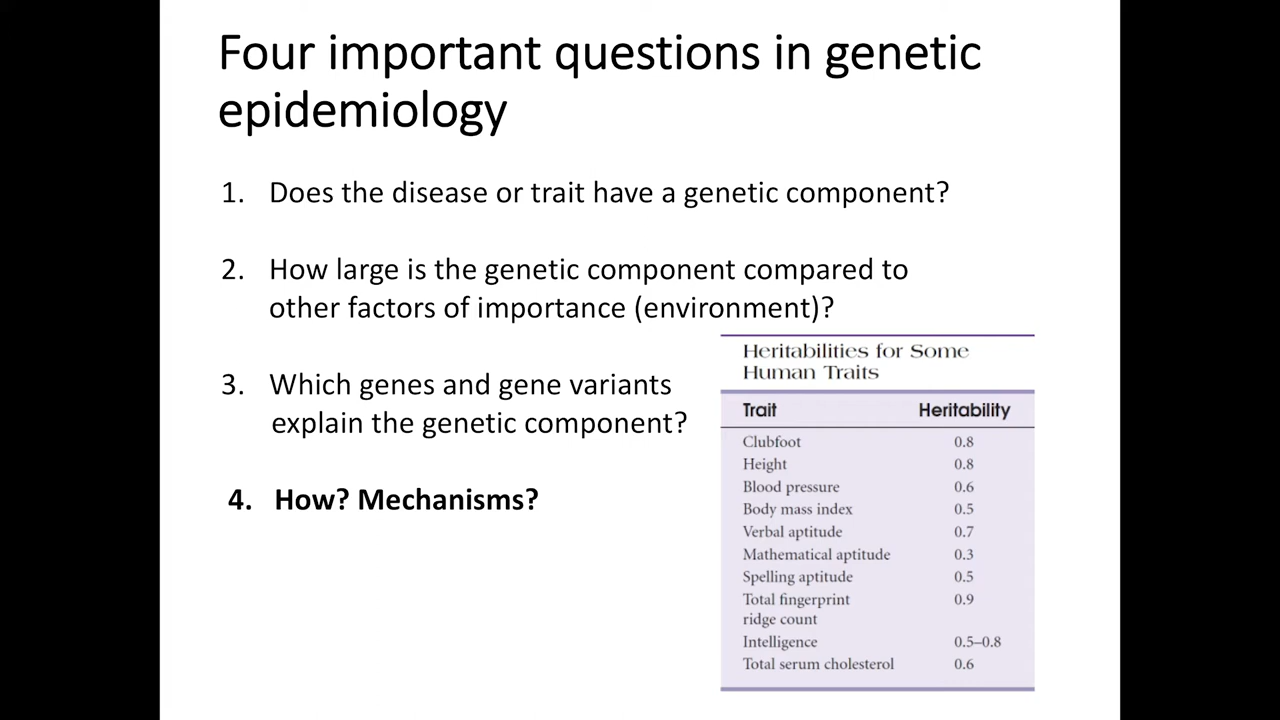 Four important questions in genetic
epidemiology
1. Does the disease or trait have a genetic component?
2. How large is the genetic component compared to
other factors of importance (environment)?
3. Which genes and gene variants
explain the genetic component?
4. How? Mechanisms?
Heritabilities for Some
Human Traits
Trait Heritability
Clubfoot 0.8
Height 0.8
Blood pressure 0.6
Body mass index 0.5
Verbal aptitude 0.7
Mathematical aptitude 0.3
Spelling aptitude 0.5
Total fingerprint 0.9
ridge count
Intelligence 0.5–0.8
Total serum cholesterol 0.6